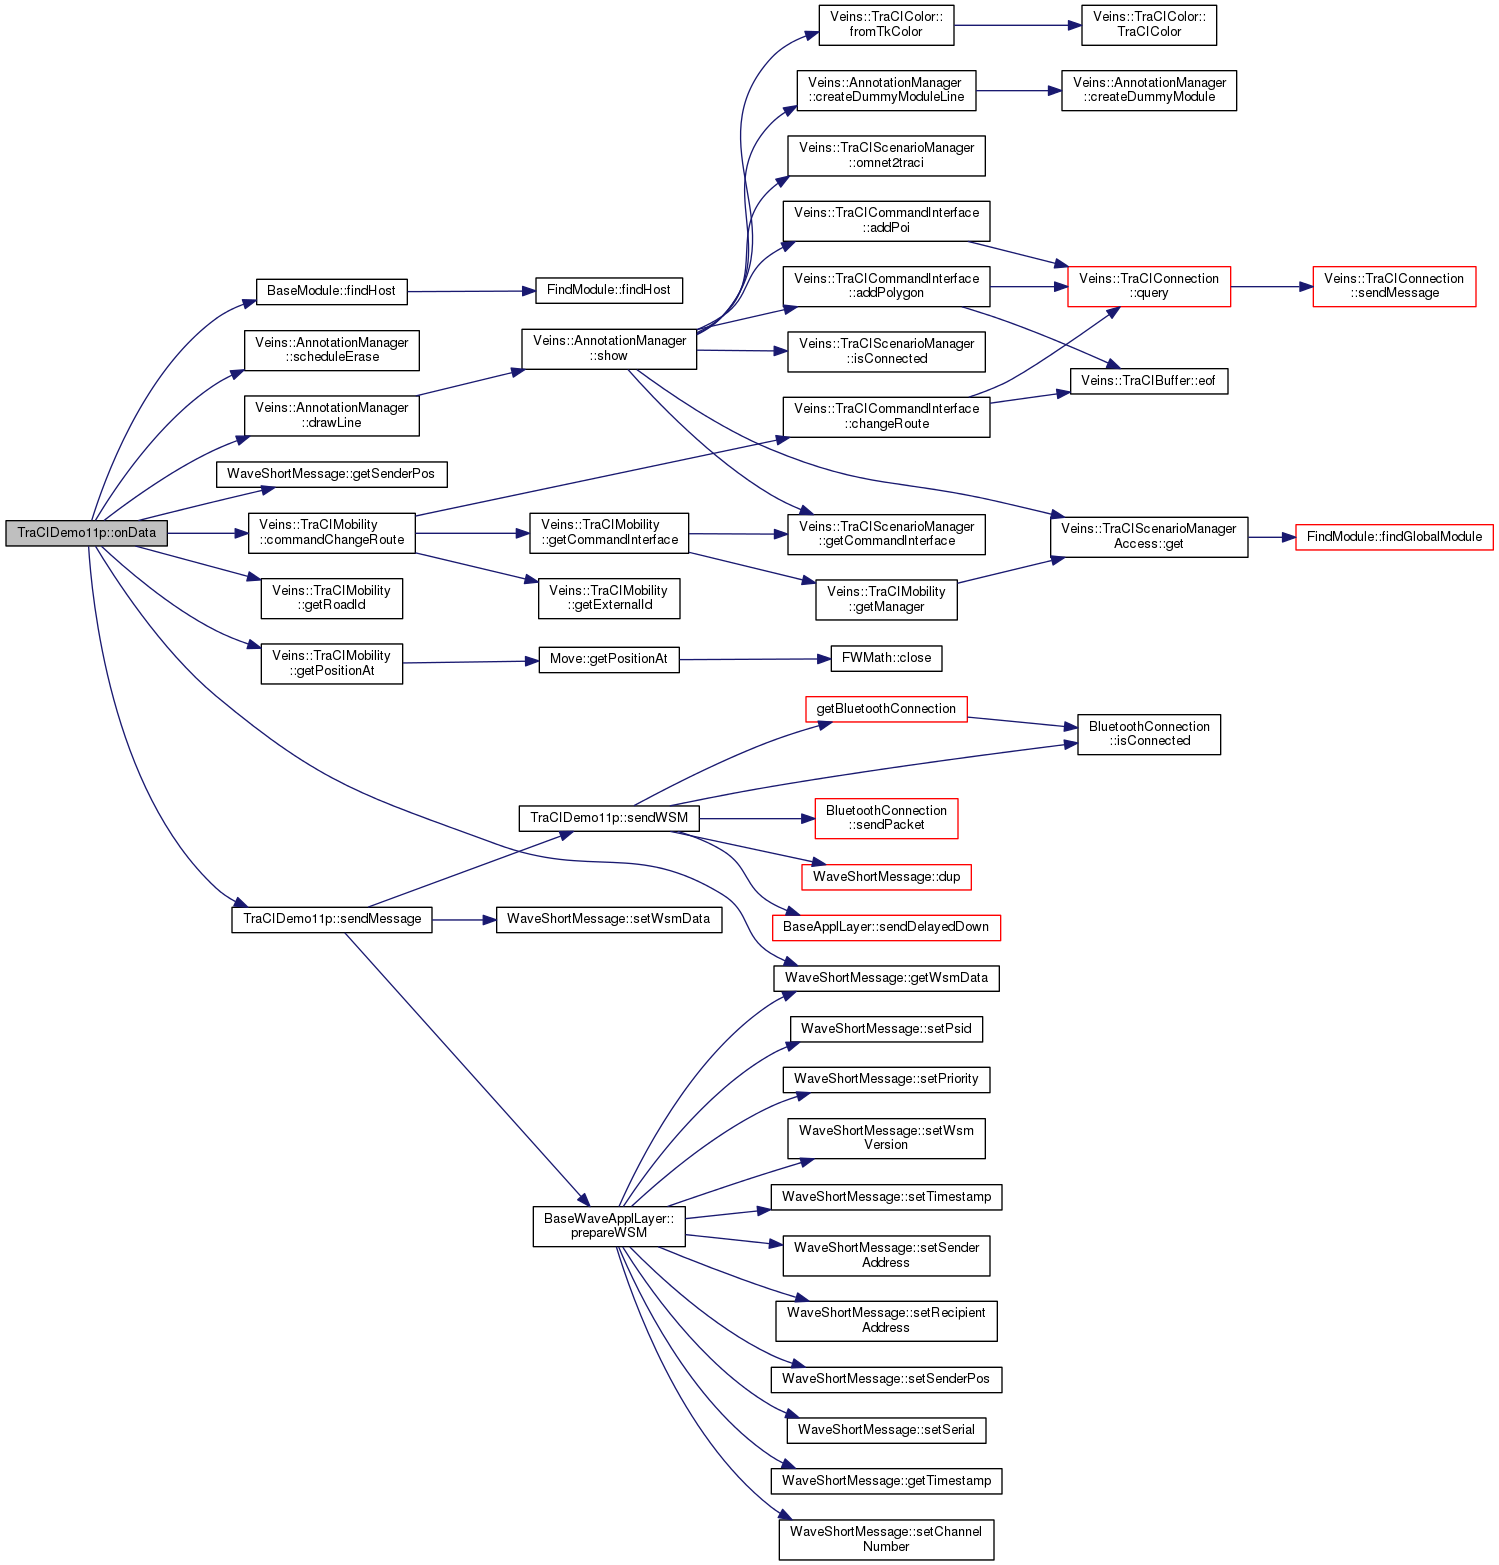 Veins::TraCIColor::
fromTkColor
Veins::TraCIColor::
TraCIColor
Veins::AnnotationManager
::createDummyModuleLine
Veins::AnnotationManager
::createDummyModule
Veins::TraCIScenarioManager
::omnet2traci
Veins::TraCICommandInterface
::addPoi
BaseModule::findHost
FindModule::findHost
Veins::TraCICommandInterface
::addPolygon
Veins::TraCIConnection
::query
Veins::TraCIConnection
::sendMessage
Veins::AnnotationManager
::scheduleErase
Veins::AnnotationManager
::show
Veins::TraCIScenarioManager
::isConnected
Veins::TraCIBuffer::eof
Veins::AnnotationManager
::drawLine
Veins::TraCICommandInterface
::changeRoute
WaveShortMessage::getSenderPos
TraCIDemo11p::onData
Veins::TraCIMobility
::commandChangeRoute
Veins::TraCIMobility
::getCommandInterface
Veins::TraCIScenarioManager
::getCommandInterface
Veins::TraCIScenarioManager
Access::get
FindModule::findGlobalModule
Veins::TraCIMobility
::getRoadId
Veins::TraCIMobility
::getExternalId
Veins::TraCIMobility
::getManager
Veins::TraCIMobility
::getPositionAt
Move::getPositionAt
FWMath::close
getBluetoothConnection
BluetoothConnection
::isConnected
TraCIDemo11p::sendWSM
BluetoothConnection
::sendPacket
WaveShortMessage::dup
TraCIDemo11p::sendMessage
WaveShortMessage::setWsmData
BaseApplLayer::sendDelayedDown
WaveShortMessage::getWsmData
WaveShortMessage::setPsid
WaveShortMessage::setPriority
WaveShortMessage::setWsm
Version
BaseWaveApplLayer::
prepareWSM
WaveShortMessage::setTimestamp
WaveShortMessage::setSender
Address
WaveShortMessage::setRecipient
Address
WaveShortMessage::setSenderPos
WaveShortMessage::setSerial
WaveShortMessage::getTimestamp
WaveShortMessage::setChannel
Number